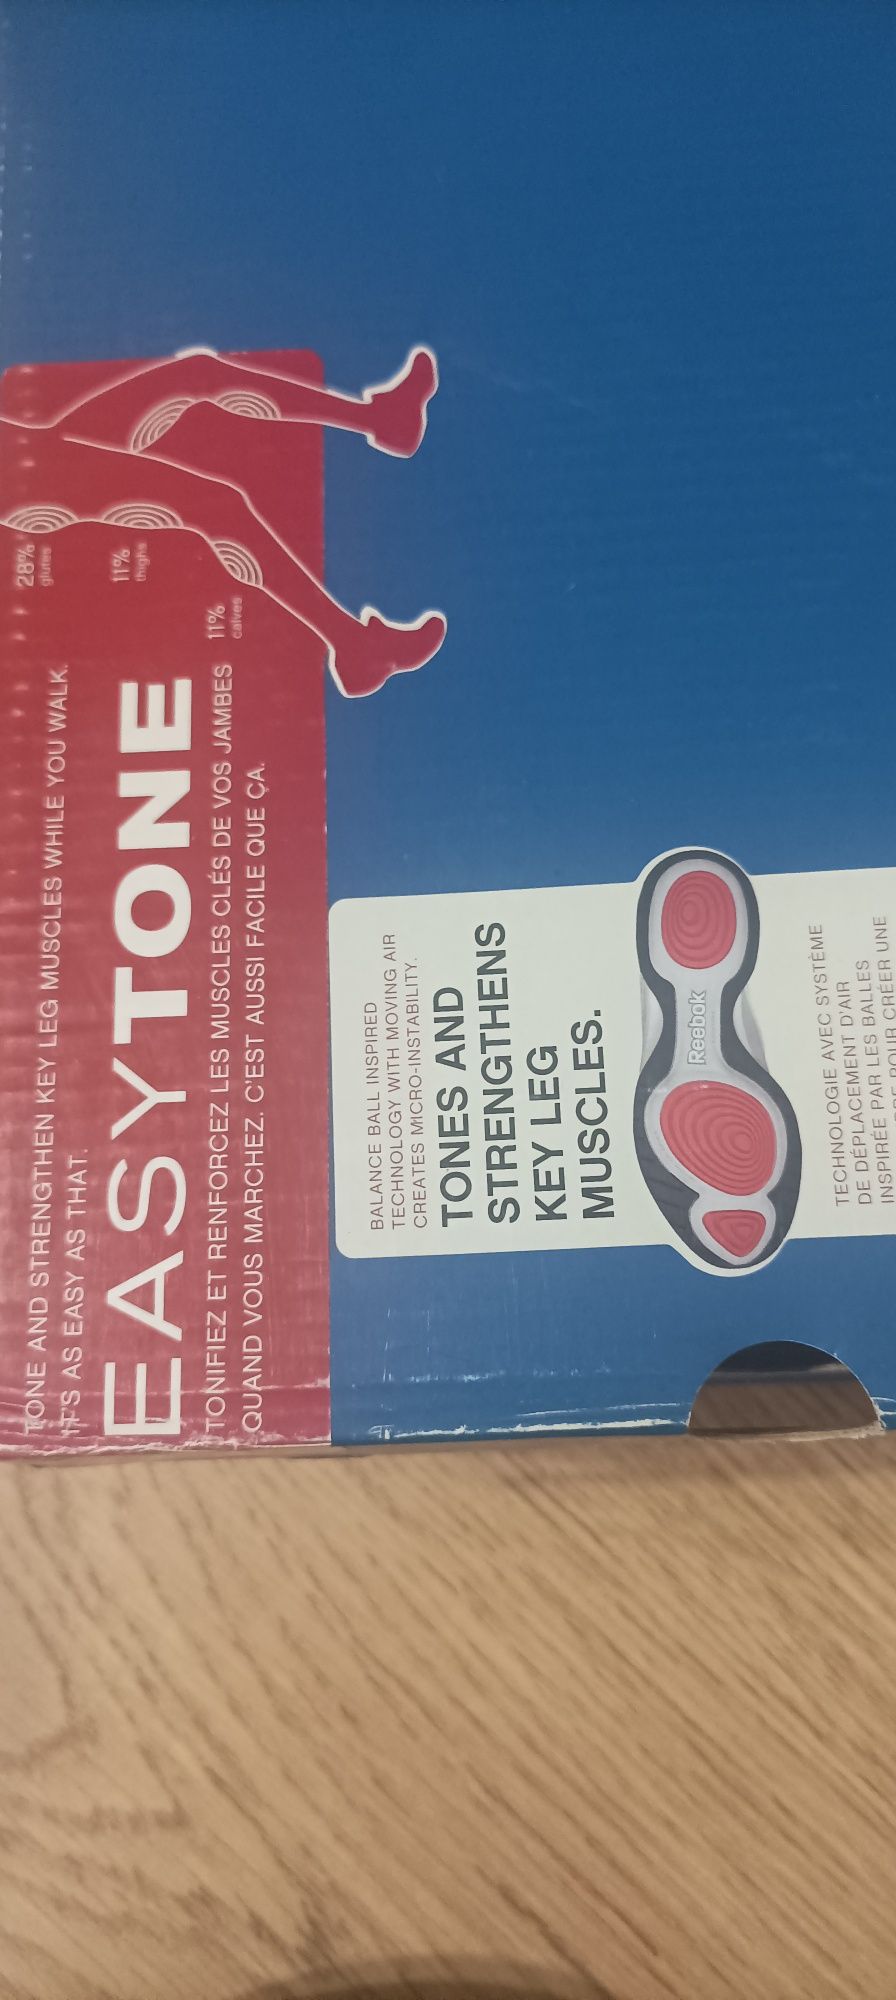 TONE AND STRENGTHEN KEY LEG MUSCLES WHILE YOU WALK.
IT'S AS EASY AS THAT.
EASYTONE
TONIFIEZ ET RENFORCEZ LES MUSCLES CLÉS DE VOS JAMBES
QUAND VOUS MARCHEZ. C'EST AUSSI FACILE QUE ÇA.
28%
glutes
11%
thighs
11%
calves
BALANCE BALL INSPIRED
TECHNOLOGY WITH MOVING AIR
CREATES MICRO-INSTABILITY.
TONES AND
STRENGTHENS
KEY LEG
MUSCLES.
Reebok
TECHNOLOGIE AVEC SYSTÈME
DE DÉPLACEMENT D'AIR
INSPIRÉE PAR LES BALLES
POUR CRÉER UNE